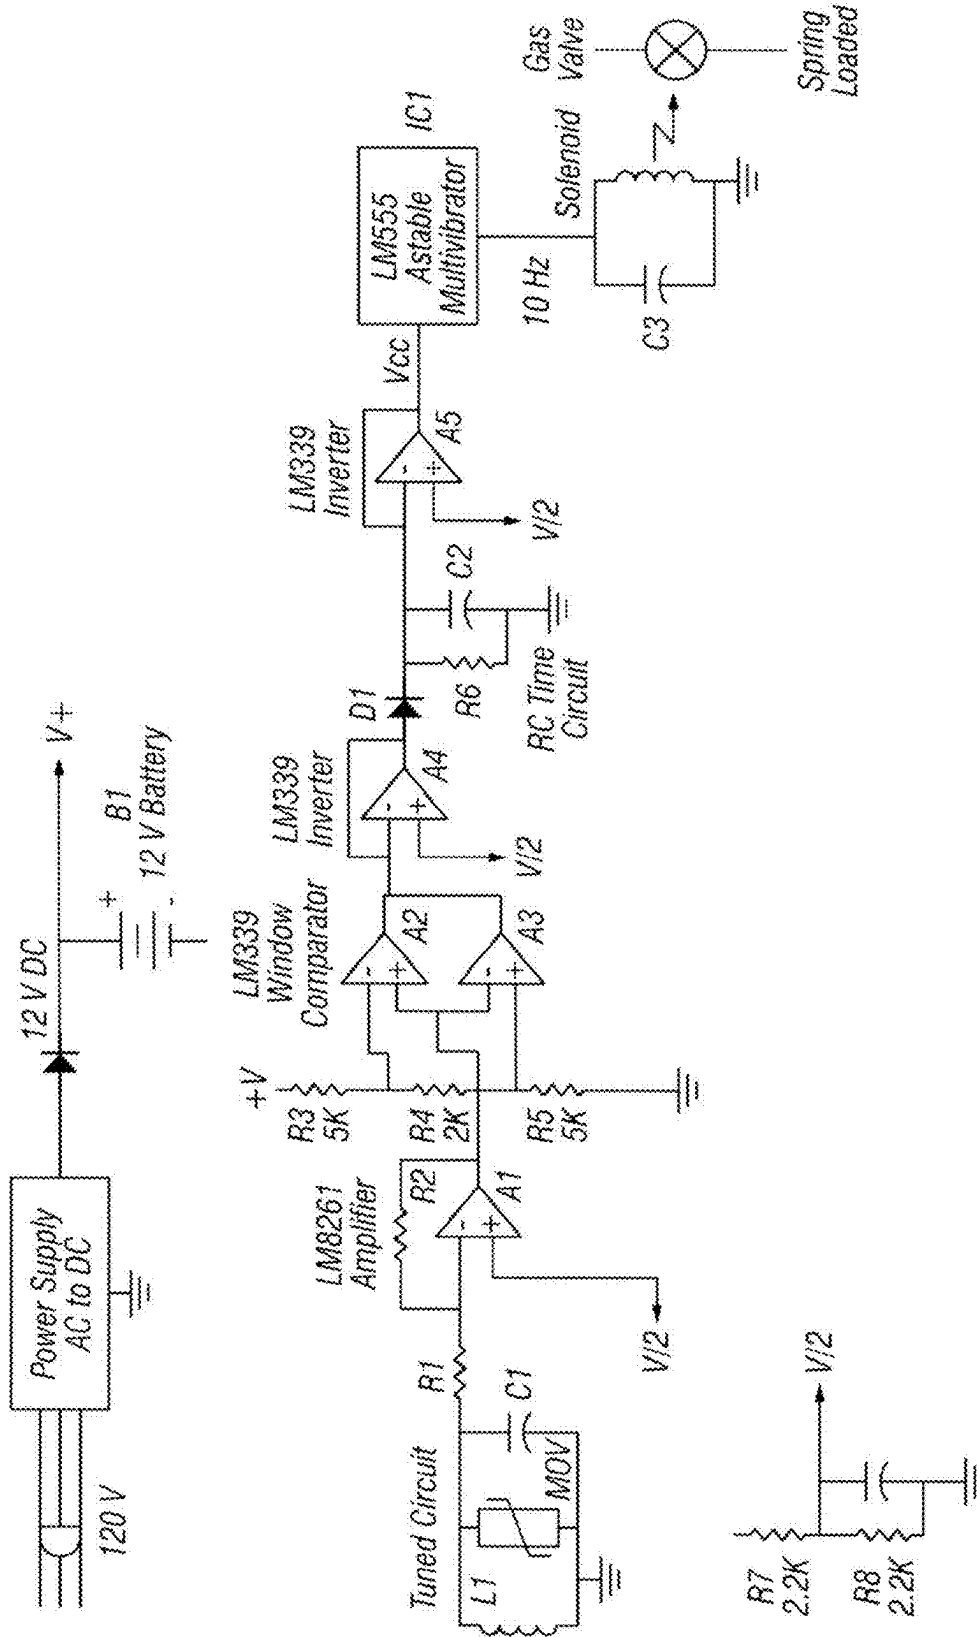 120 V
Power Supply
AC to DC
12 V DC
+
-
B1
12 V Battery
V+
Tuned Circuit
L1
MOV
C1
R1
LM8261
Amplifier
R2
-
+
A1
V/2
+V
R3
5K
R4
2K
R5
5K
LM339
Window
Comparator
-
+
A2
-
+
A3
LM339
Inverter
-
+
A4
V/2
D1
R6
C2
RC Time
Circuit
LM339
Inverter
-
+
A5
V/2
Vcc
LM555
Astable
Multivibrator
IC1
10 Hz
C3
Solenoid
Gas
Valve
Spring
Loaded
R7
2.2K
R8
2.2K
V/2